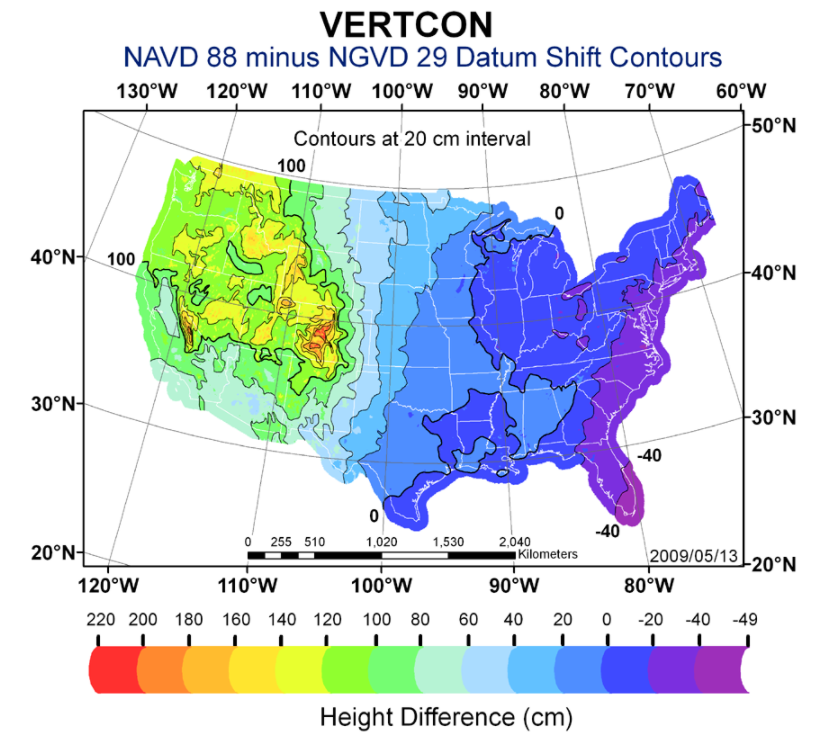 VERTCON
NAVD 88 minus NGVD 29 Datum Shift Contours
130°W 120°W 110°W 100°W 90°W 80°W 70°W 60°W
50°N
Contours at 20 cm interval
100
0
40°N
100
40°N
30°N
30°N
-40
0
-40
0 255 510 1,020 1,530 2,040
Kilometers
2009/05/13
20°N
20°N
120°W 110°W 100°W 90°W 80°W
220 200 180 160 140 120 100 80 60 40 20 0 -20 -40 -49
Height Difference (cm)